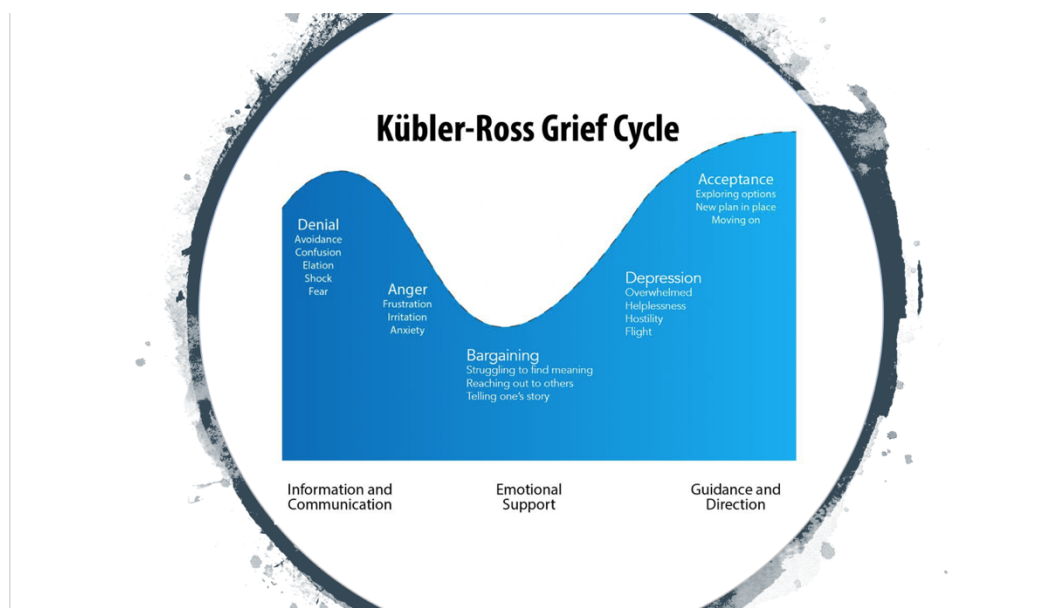 Kübler-Ross Grief Cycle
Denial
Avoidance
Confusion
Elation
Shock
Fear
Anger
Frustration
Irritation
Anxiety
Bargaining
Struggling to find meaning
Reaching out to others
Telling one's story
Depression
Overwhelmed
Helplessness
Hostility
Flight
Acceptance
Exploring options
New plan in place
Moving on
Information and
Communication
Emotional
Support
Guidance and
Direction